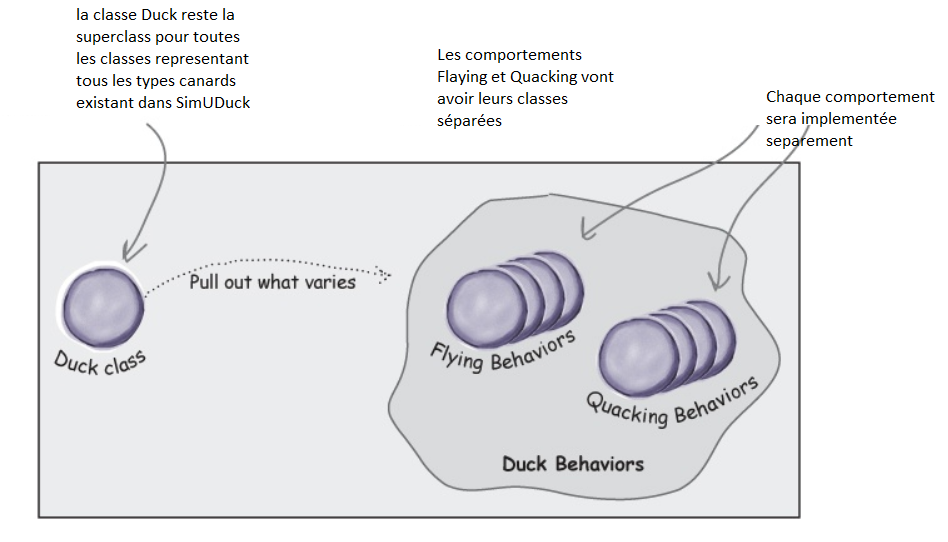 la classe Duck reste la
superclass pour toutes
les classes representant
tous les types canards
existant dans SimUDuck
Les comportements
Flaying et Quacking vont
avoir leurs classes
séparées
Chaque comportement
sera implementée
separement
Pull out what varies
Duck class
Flying Behaviors
Quacking Behaviors
Duck Behaviors